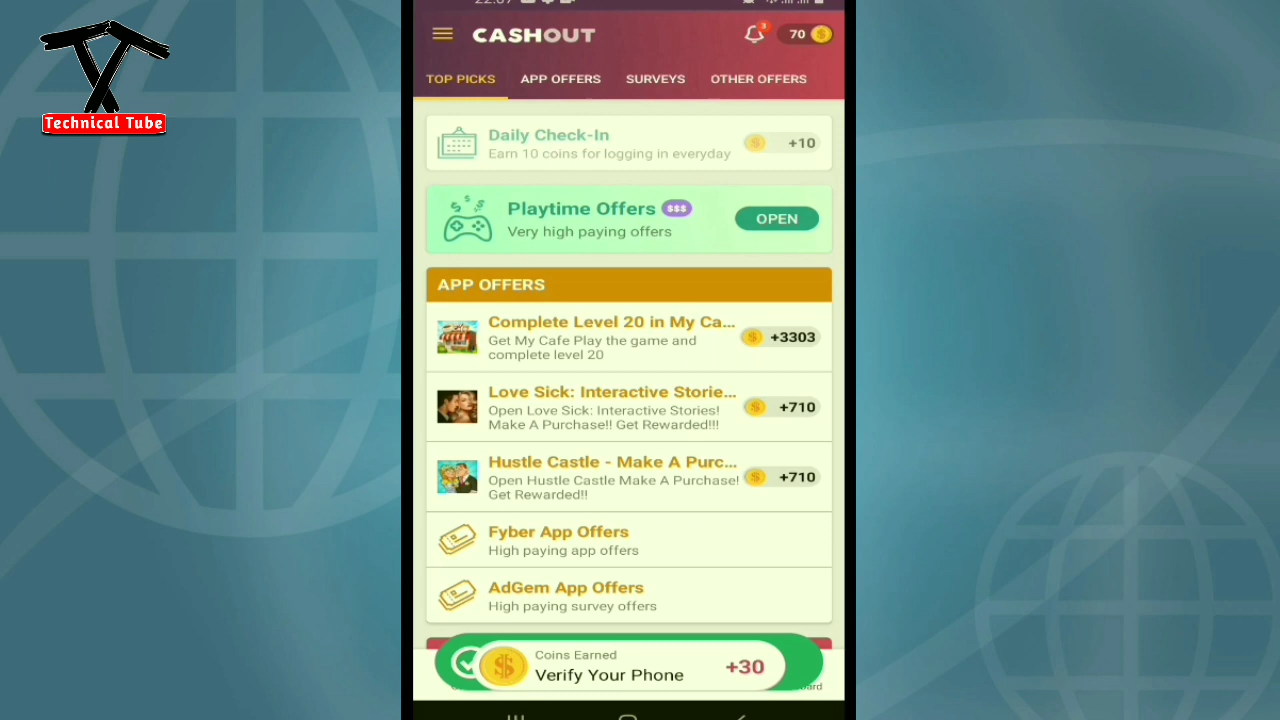 Technical Tube
CASHOUT
3
70
TOP PICKS
APP OFFERS
SURVEYS
OTHER OFFERS
Daily Check-In
Earn 10 coins for logging in everyday
+10
Playtime Offers $$$
Very high paying offers
OPEN
APP OFFERS
Complete Level 20 in My Ca...
Get My Cafe Play the game and
complete level 20
+3303
Love Sick: Interactive Storie...
Open Love Sick: Interactive Stories!
Make A Purchase!! Get Rewarded!!!
+710
Hustle Castle - Make A Purc...
Open Hustle Castle Make A Purchase!
Get Rewarded!!
+710
Fyber App Offers
High paying app offers
AdGem App Offers
High paying survey offers
Coins Earned
Verify Your Phone
+30